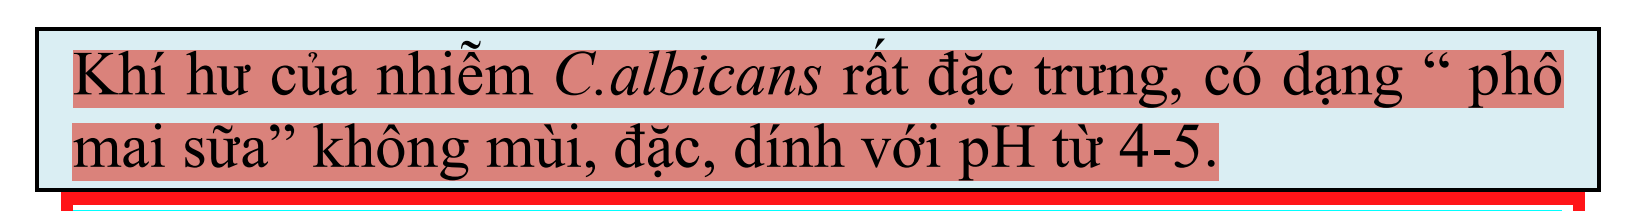 Khí hư của nhiễm C.albicans rất đặc trưng, có dạng “ phô
mai sữa” không mùi, đặc, dính với pH từ 4-5.